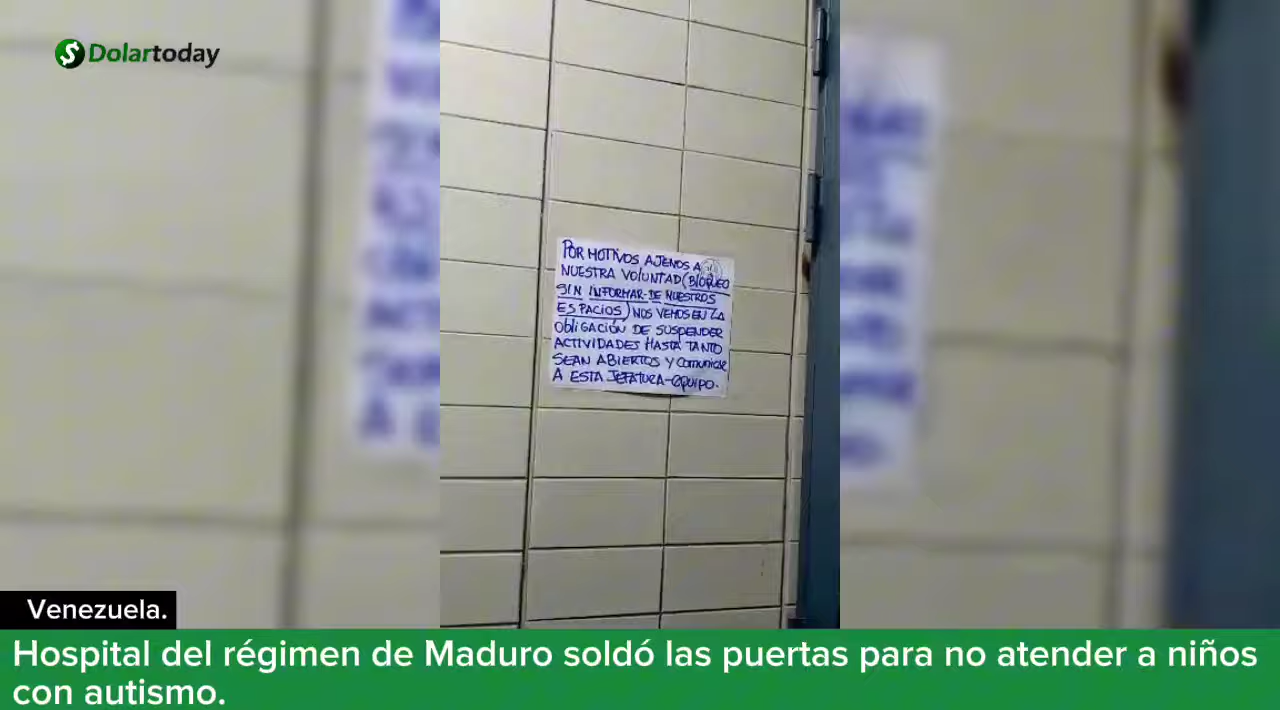 Dolartoday
POR MOTIVOS AJENOS A
NUESTRA VOLUNTAD (BLOQUEO
SIN INFORMAR DE NUESTROS
ESPACIOS) NOS VEMOS EN LA
ObLIGACIÓN DE SUSPENDER
ACTIVIDADES HASTA TANTO
SEAN ABIERTOS Y COMUNICAR
A ESTA JEFATURA-EQUIPO.
Venezuela.
Hospital del régimen de Maduro soldó las puertas para no atender a niños
con autismo.